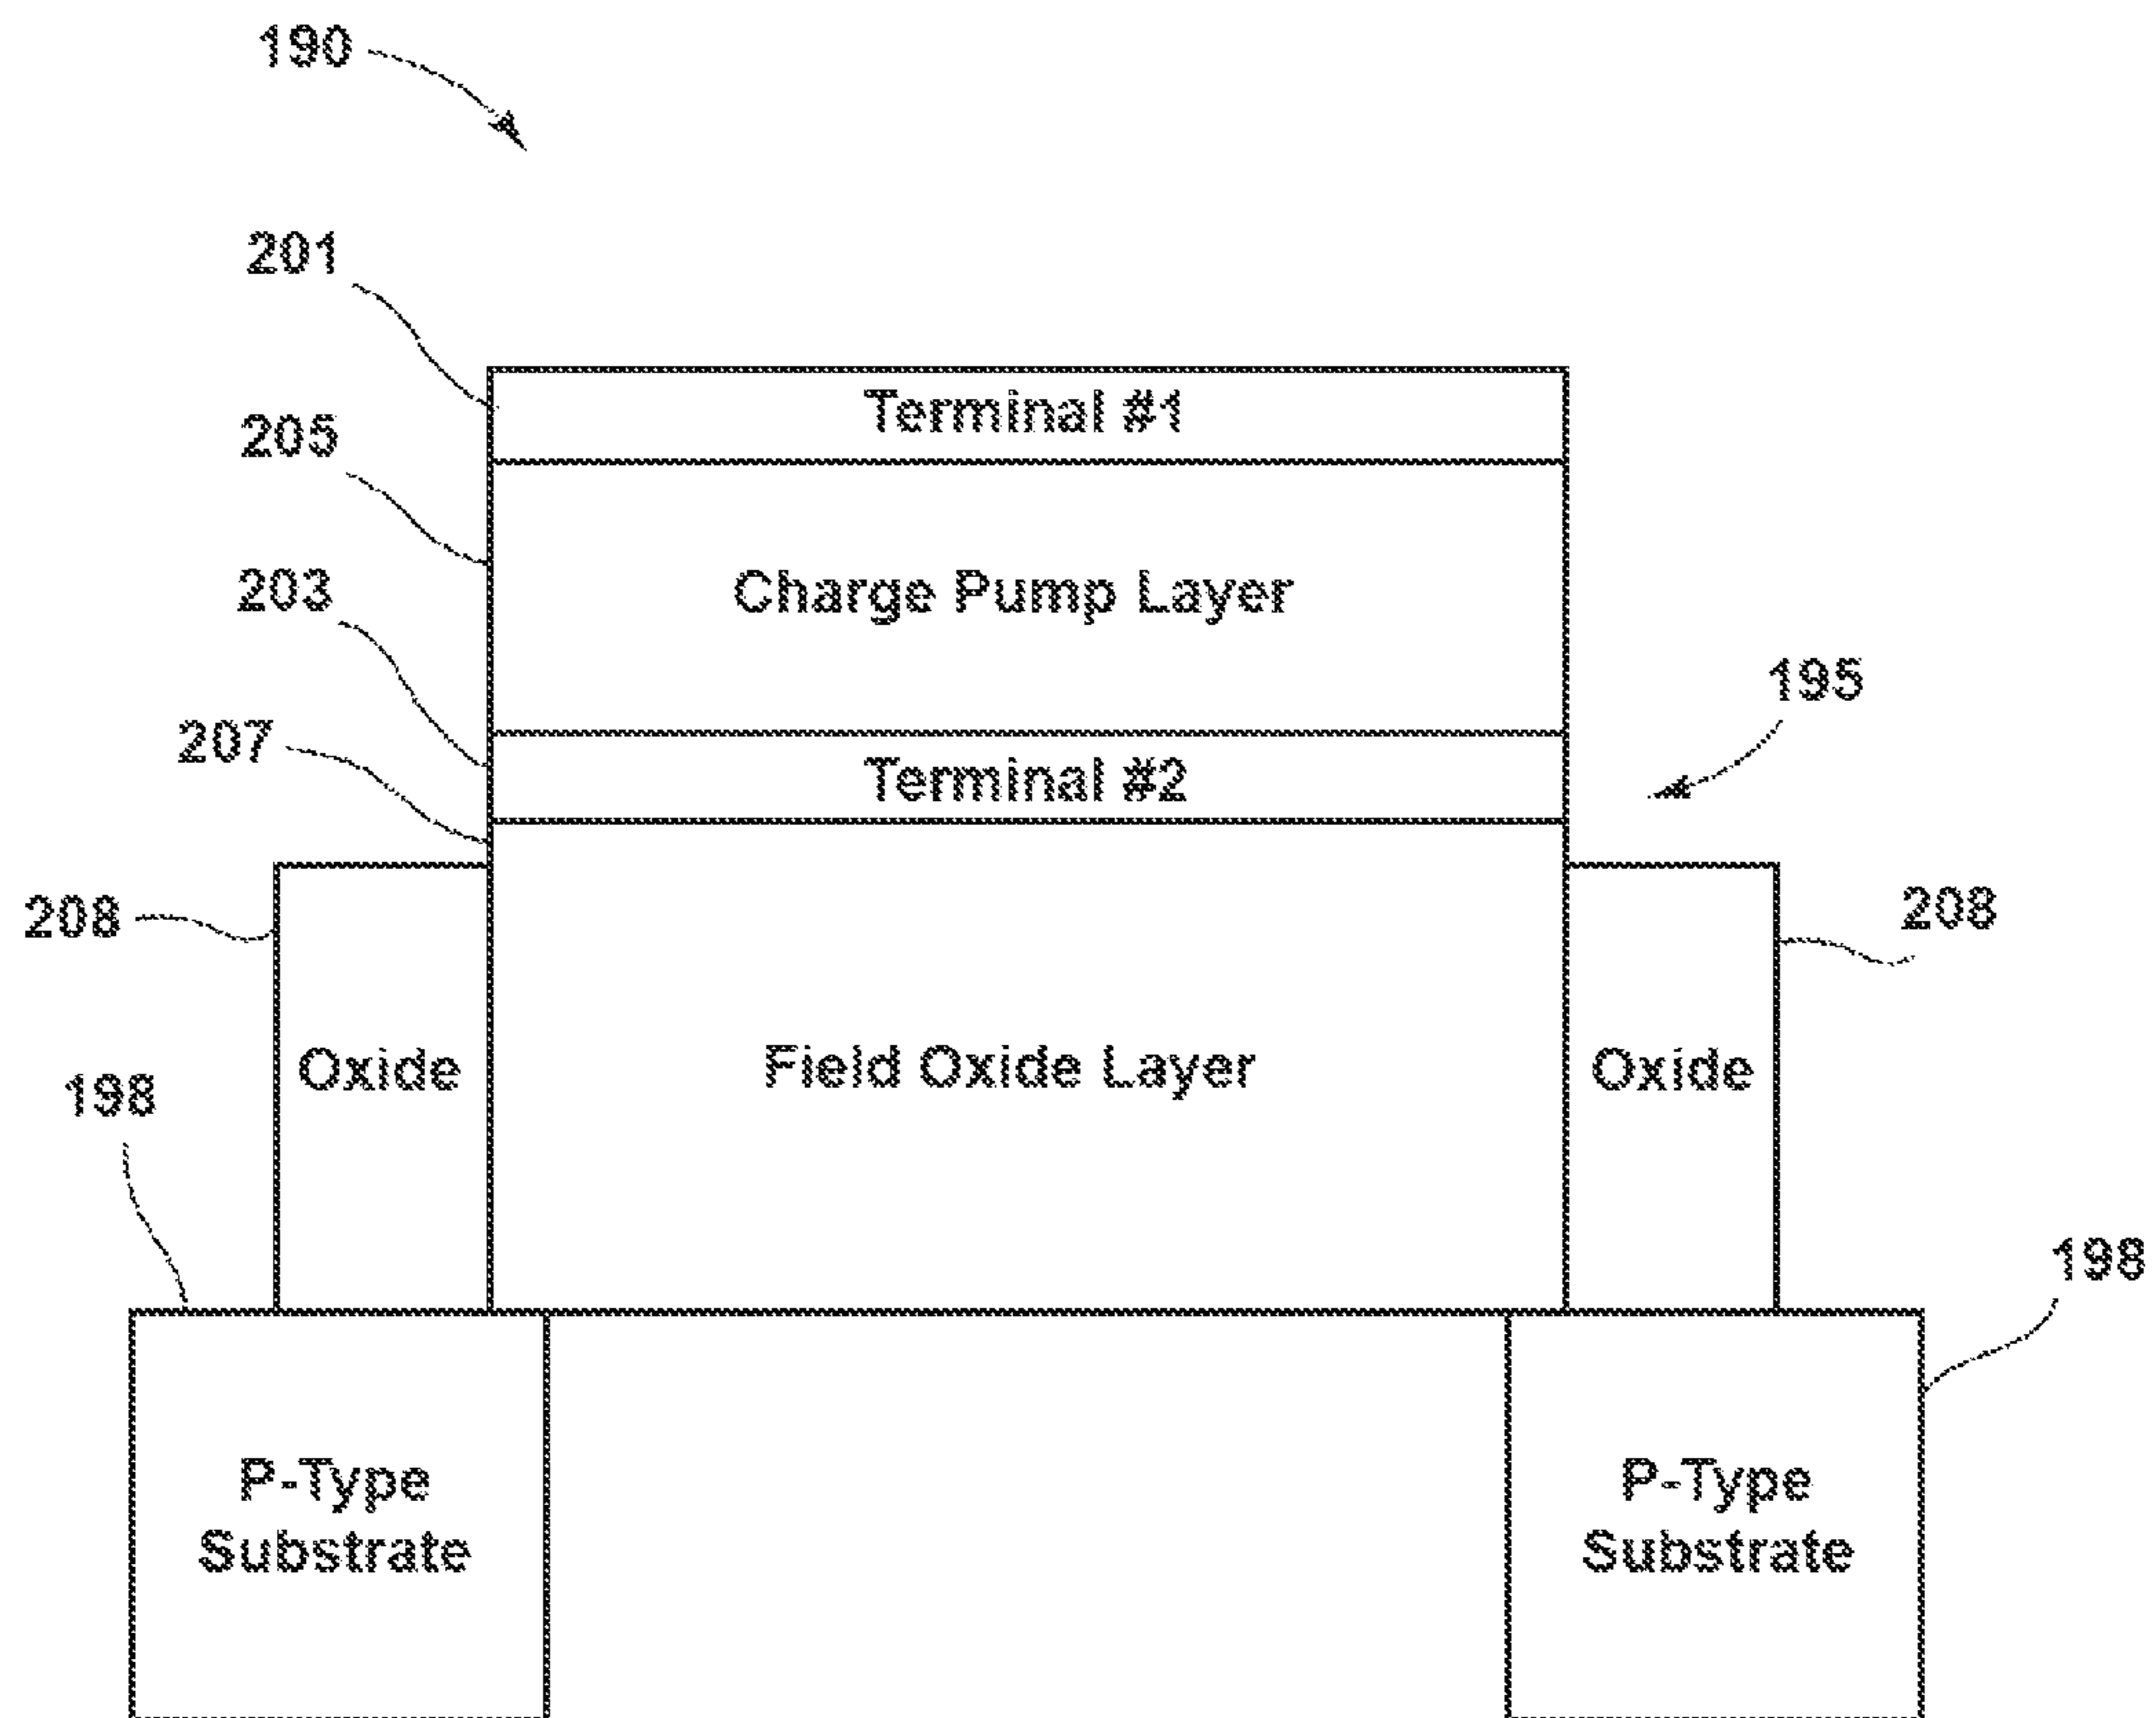 190
201
Terminal #1
205
Charge Pump Layer
203
195
207
Terminal #2
208
208
Oxide
Field Oxide Layer
Oxide
198
198
P-Type
Substrate
P-Type
Substrate